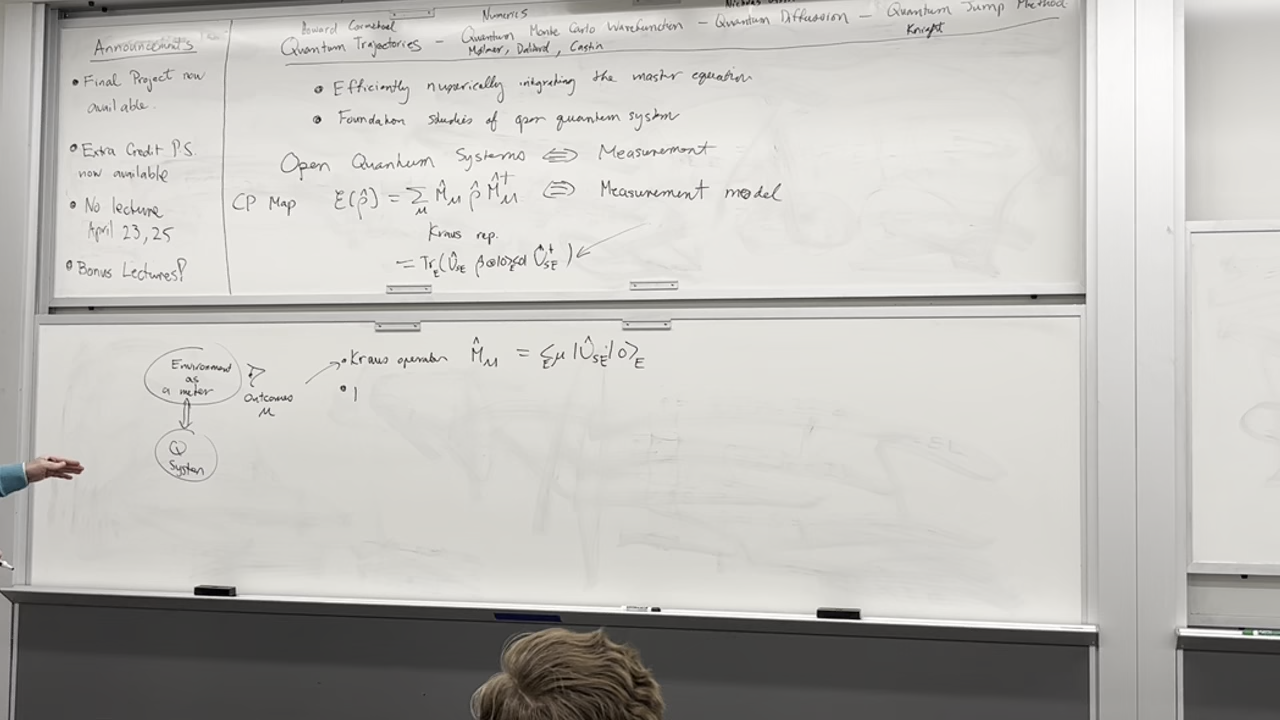 Announcements
• Final Project now
available.
• Extra Credit P.S.
now available
• No lecture
April 23, 25
• Bonus Lectures?
Howard Carmichael Numerics
Quantum Trajectories – Quantum Monte Carlo Wavefunction – Quantum Diffusion – Quantum Jump Method
Mølmer, Dalibard, Castin Knight
• Efficiently numerically integrating the master equation
• Foundation studies of open quantum system
Open Quantum Systems ⟺ Measurement
CP Map ℰ(ρ̂) = ∑_μ M̂_μ ρ̂ M̂_μ^† ⟺ Measurement model
Kraus rep.
= Tr_E(Û_SE ρ̂⊗|0⟩_E⟨0| Û_SE^†)
Environment
as
a meter
Outcomes
μ
Q
System
• Kraus operator M̂_μ = _E⟨μ|Û_SE|0⟩_E
•